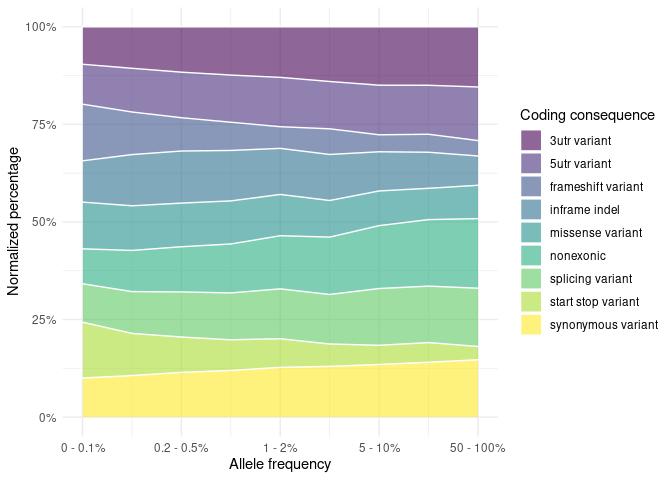 100%
75%
50%
25%
0%
Normalized percentage
0 - 0.1%
0.2 - 0.5%
1 - 2%
5 - 10%
50 - 100%
Allele frequency
Coding consequence
3utr variant
5utr variant
frameshift variant
inframe indel
missense variant
nonexonic
splicing variant
start stop variant
synonymous variant